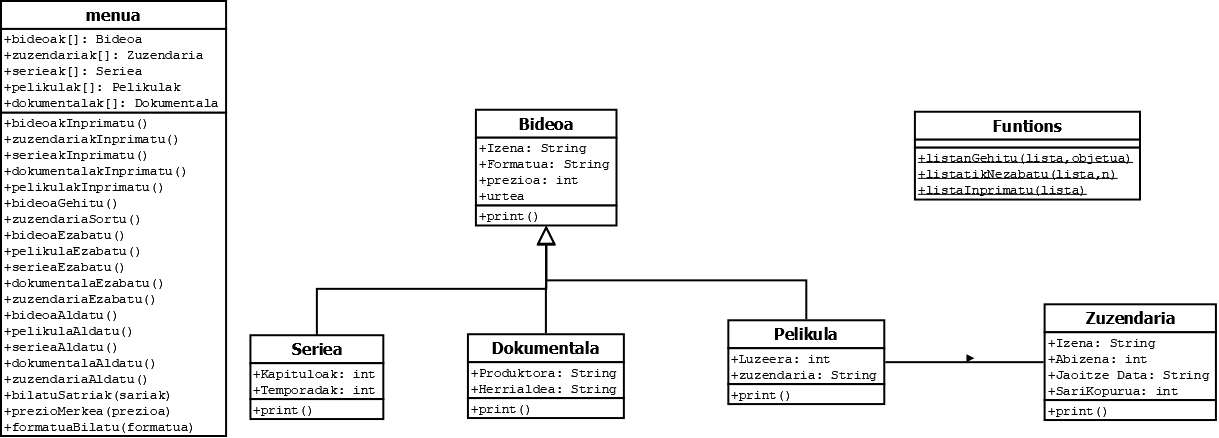 menua
+bideoak[]: Bideoa
+zuzendariak[]: Zuzendaria
+serieak[]: Seriea
+pelikulak[]: Pelikulak
+dokumentalak[]: Dokumentala
+bideoakInprimatu()
+zuzendariakInprimatu()
+serieakInprimatu()
+dokumentalakInprimatu()
+pelikulakInprimatu()
+bideoaGehitu()
+zuzendariaSortu()
+bideoaEzabatu()
+pelikulaEzabatu()
+serieaEzabatu()
+dokumentalaEzabatu()
+zuzendariaEzabatu()
+bideoaAldatu()
+pelikulaAldatu()
+serieaAldatu()
+dokumentalaAldatu()
+zuzendariaAldatu()
+bilatuSatriak(sariak)
+prezioMerkea(prezioa)
+formatuaBilatu(formatua)
Bideoa
+Izena: String
+Formatua: String
+prezioa: int
+urtea
+print()
Funtions
+listanGehitu(lista,objetua)
+listatikNezabatu(lista,n)
+listaInprimatu(lista)
Seriea
+Kapituloak: int
+Temporadak: int
+print()
Dokumentala
+Produktora: String
+Herrialdea: String
+print()
Pelikula
+Luzeera: int
+zuzendaria: String
+print()
Zuzendaria
+Izena: String
+Abizena: int
+Jaoitze Data: String
+SariKopurua: int
+print()